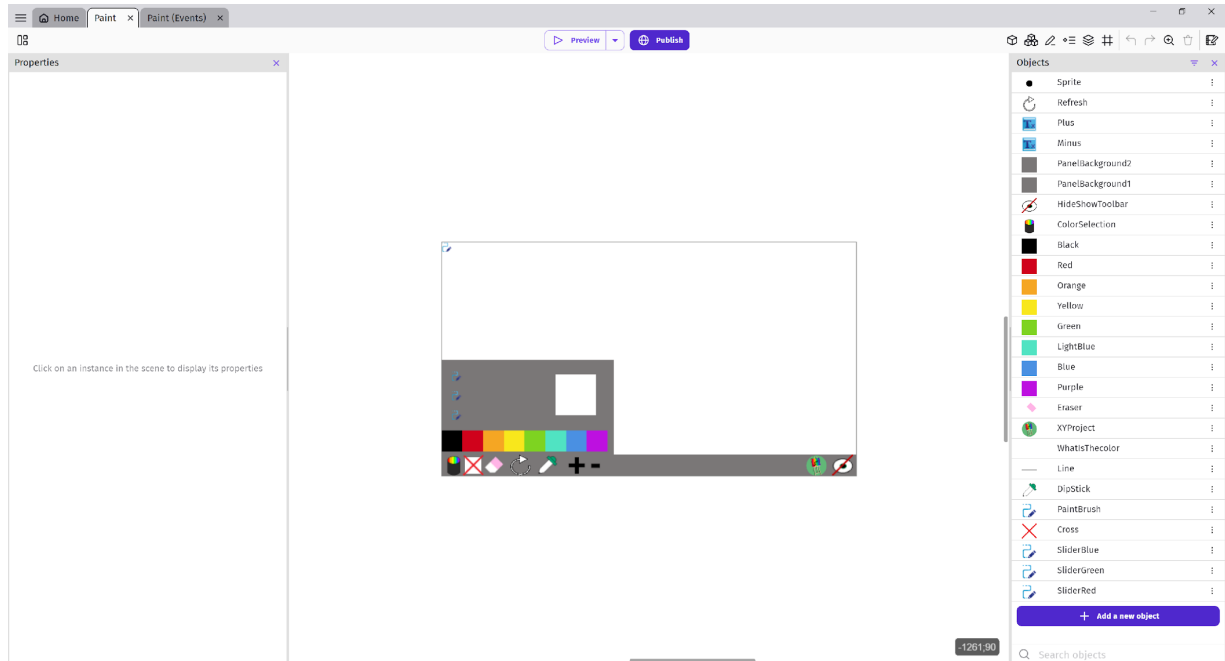 Home
Paint
Paint (Events)
Preview
Publish
Properties
Click on an instance in the scene to display its properties
-1261;90
Objects
Sprite
Refresh
Plus
Minus
PanelBackground2
PanelBackground1
HideShowToolbar
ColorSelection
Black
Red
Orange
Yellow
Green
LightBlue
Blue
Purple
Eraser
XYProject
WhatIsThecolor
Line
DipStick
PaintBrush
Cross
SliderBlue
SliderGreen
SliderRed
Add a new object
Search objects